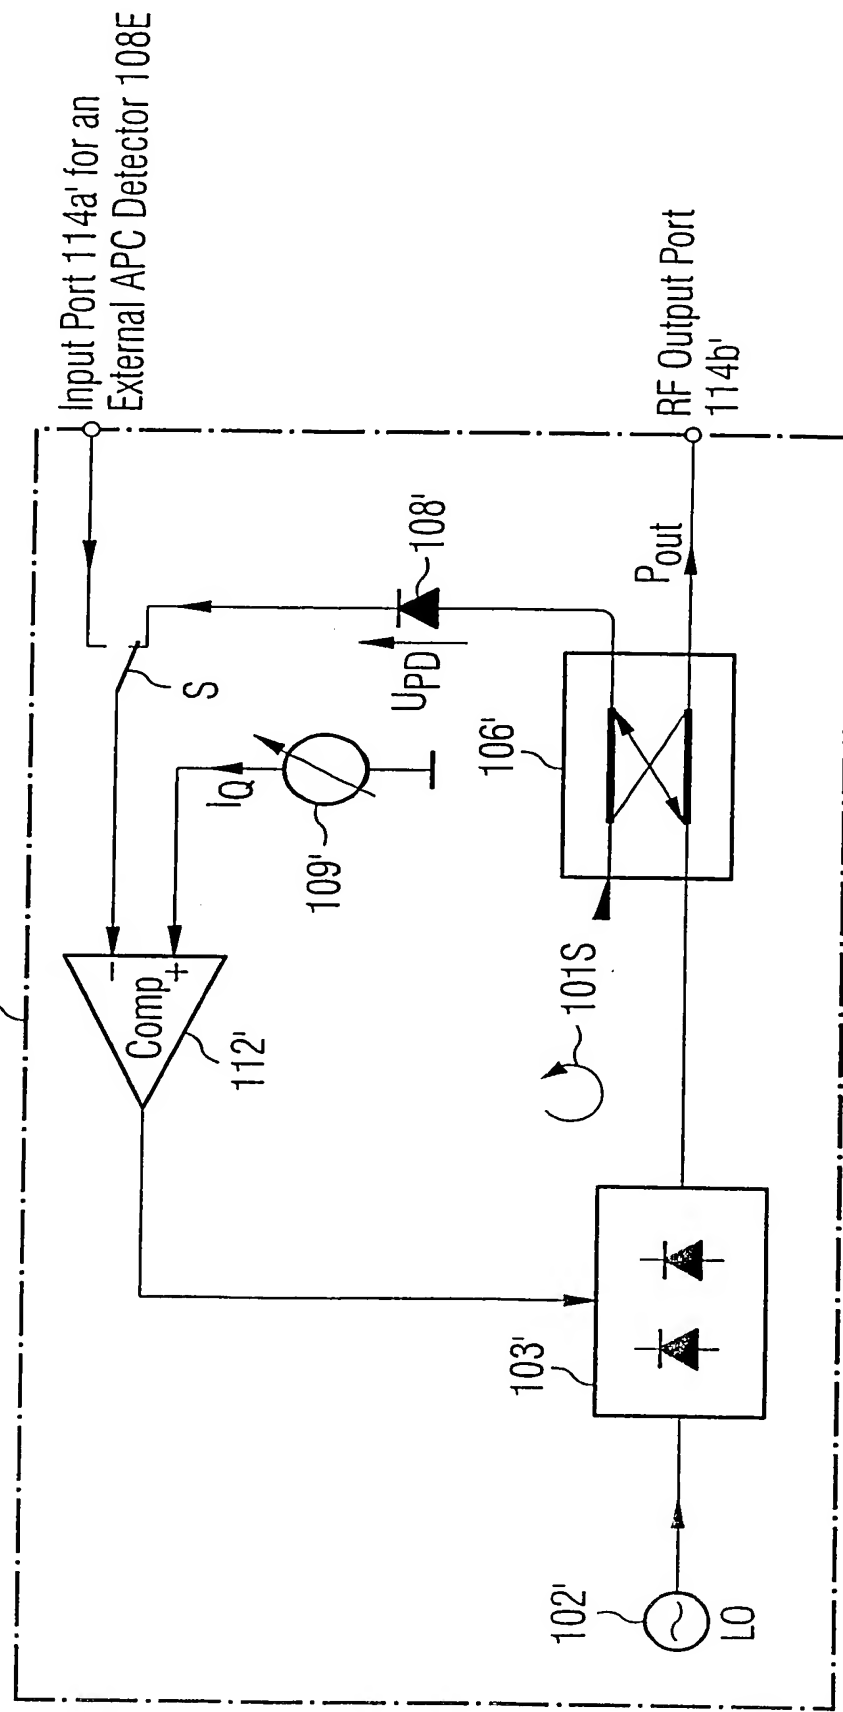 Input Port 114a' for an
External APC Detector 108E
S
108'
U_PD
I_Q
109'
-
+
Comp
112'
106'
P_out
RF Output Port
114b'
101S
103'
102'
~
LO